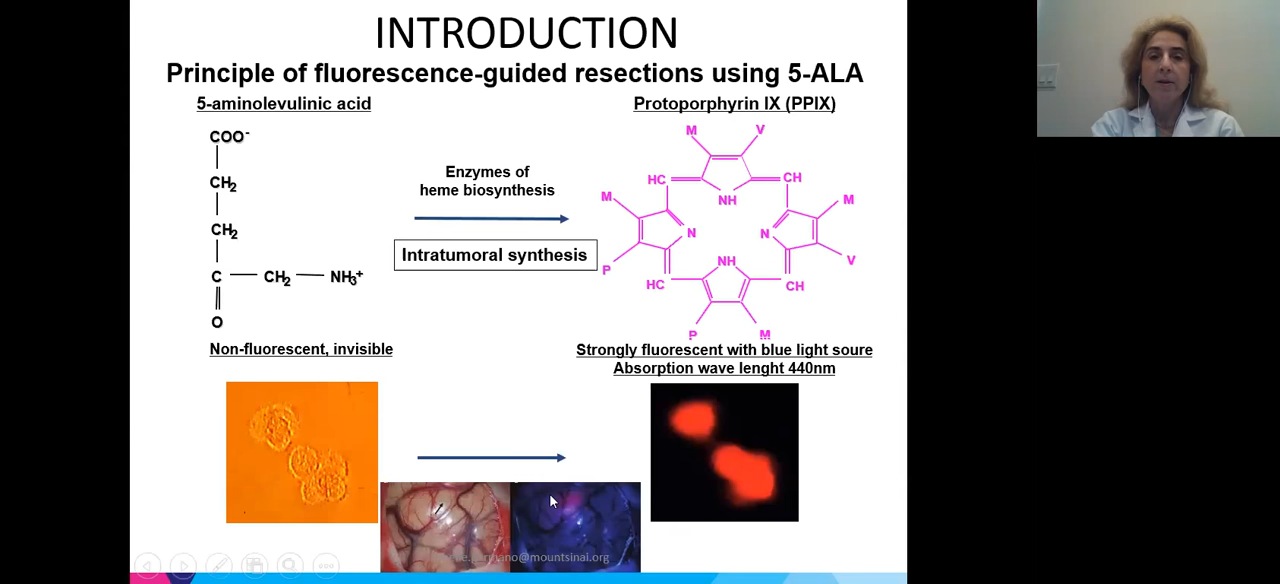 INTRODUCTION
Principle of fluorescence-guided resections using 5-ALA
5-aminolevulinic acid
COO-
CH2
CH2
C
CH2
NH3+
O
Non-fluorescent, invisible
Enzymes of
heme biosynthesis
Intratumoral synthesis
Protoporphyrin IX (PPIX)
M
V
HC
CH
NH
M
M
N
N
P
V
NH
HC
CH
P
M
Strongly fluorescent with blue light soure
Absorption wave lenght 440nm
@mountsinai.org